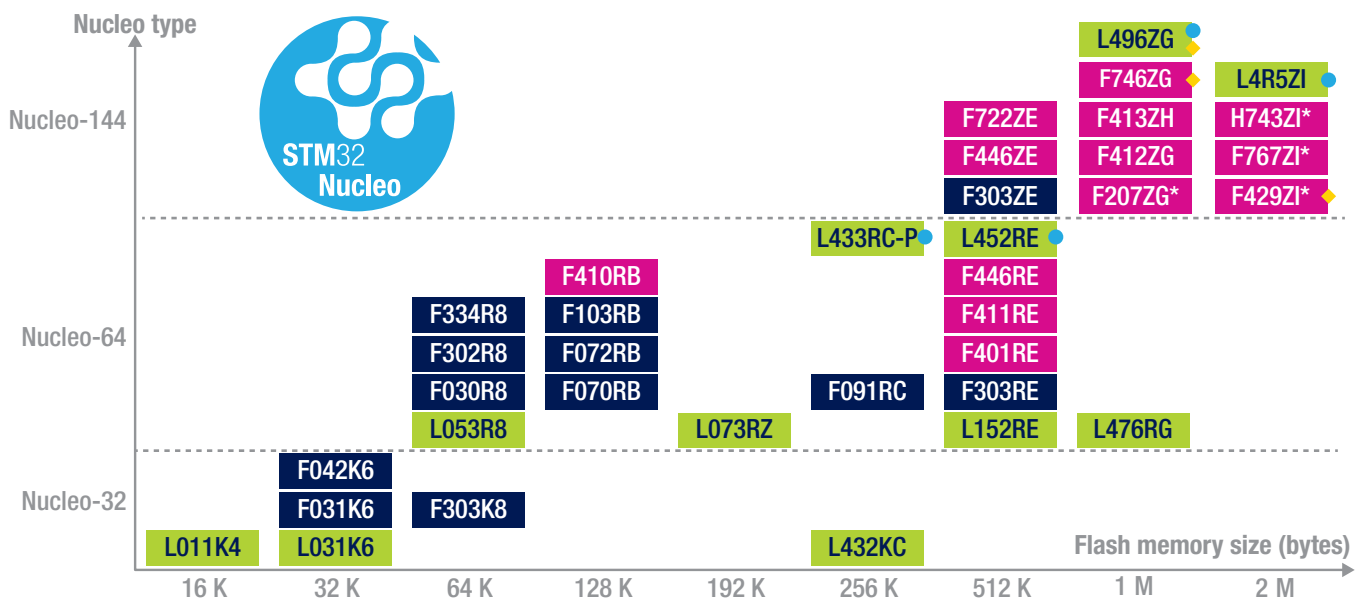 Nucleo type
STM32
Nucleo
Nucleo-144
L496ZG
F746ZG L4R5ZI
F722ZE F413ZH H743ZI*
F446ZE F412ZG F767ZI*
F303ZE F207ZG* F429ZI*
Nucleo-64
L433RC-P L452RE
F410RB F446RE
F334R8 F103RB F411RE
F302R8 F072RB F401RE
F030R8 F070RB F091RC F303RE
L053R8 L073RZ L152RE L476RG
Nucleo-32
F042K6
F031K6 F303K8
L011K4 L031K6 L432KC
Flash memory size (bytes)
16 K 32 K 64 K 128 K 192 K 256 K 512 K 1 M 2 M